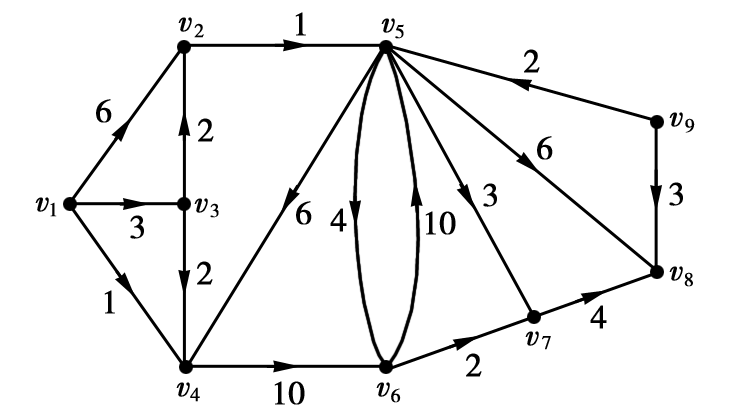 v₂ 1 v₅
2
6 v₉
2 6
v₁ 3 v₃ 6 4 10 3 3
1 2 v₈
4
v₇
v₄ 10 v₆ 2